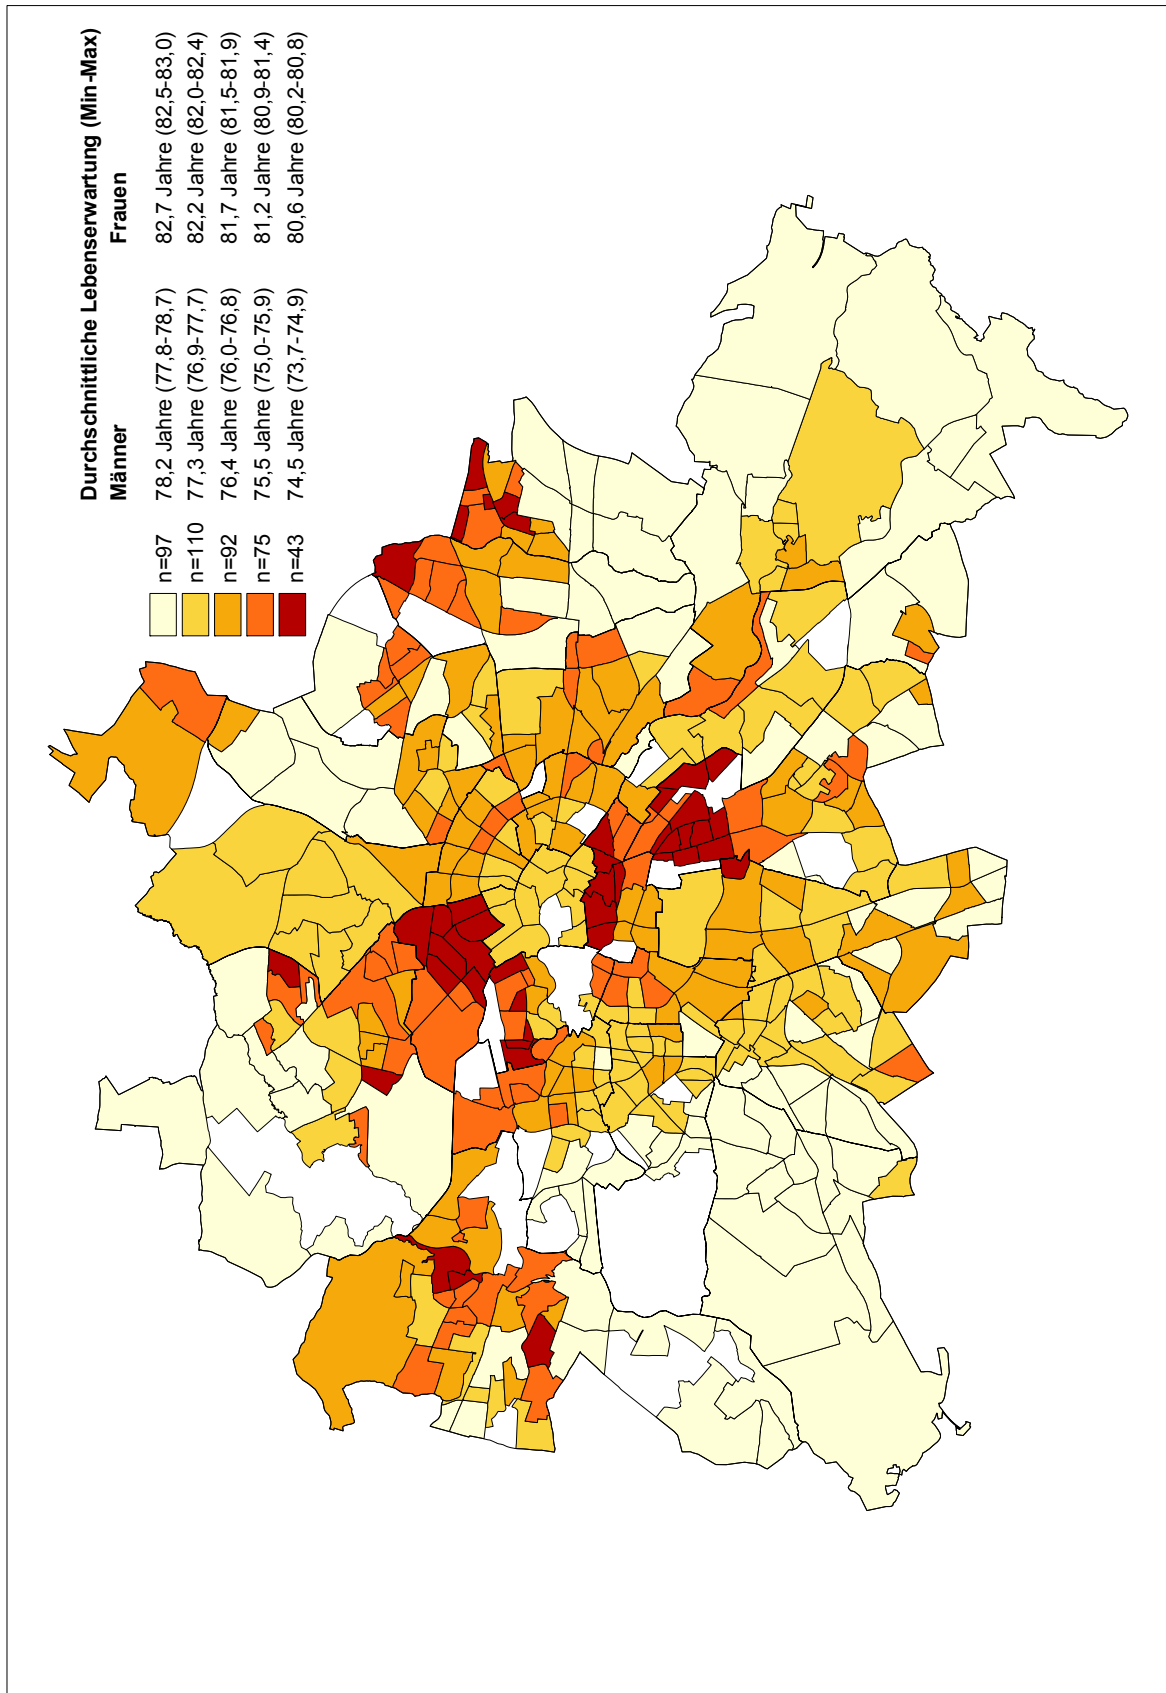 Durchschnittliche Lebenserwartung (Min-Max)
Männer Frauen
n=97 78,2 Jahre (77,8-78,7) 82,7 Jahre (82,5-83,0)
n=110 77,3 Jahre (76,9-77,7) 82,2 Jahre (82,0-82,4)
n=92 76,4 Jahre (76,0-76,8) 81,7 Jahre (81,5-81,9)
n=75 75,5 Jahre (75,0-75,9) 81,2 Jahre (80,9-81,4)
n=43 74,5 Jahre (73,7-74,9) 80,6 Jahre (80,2-80,8)